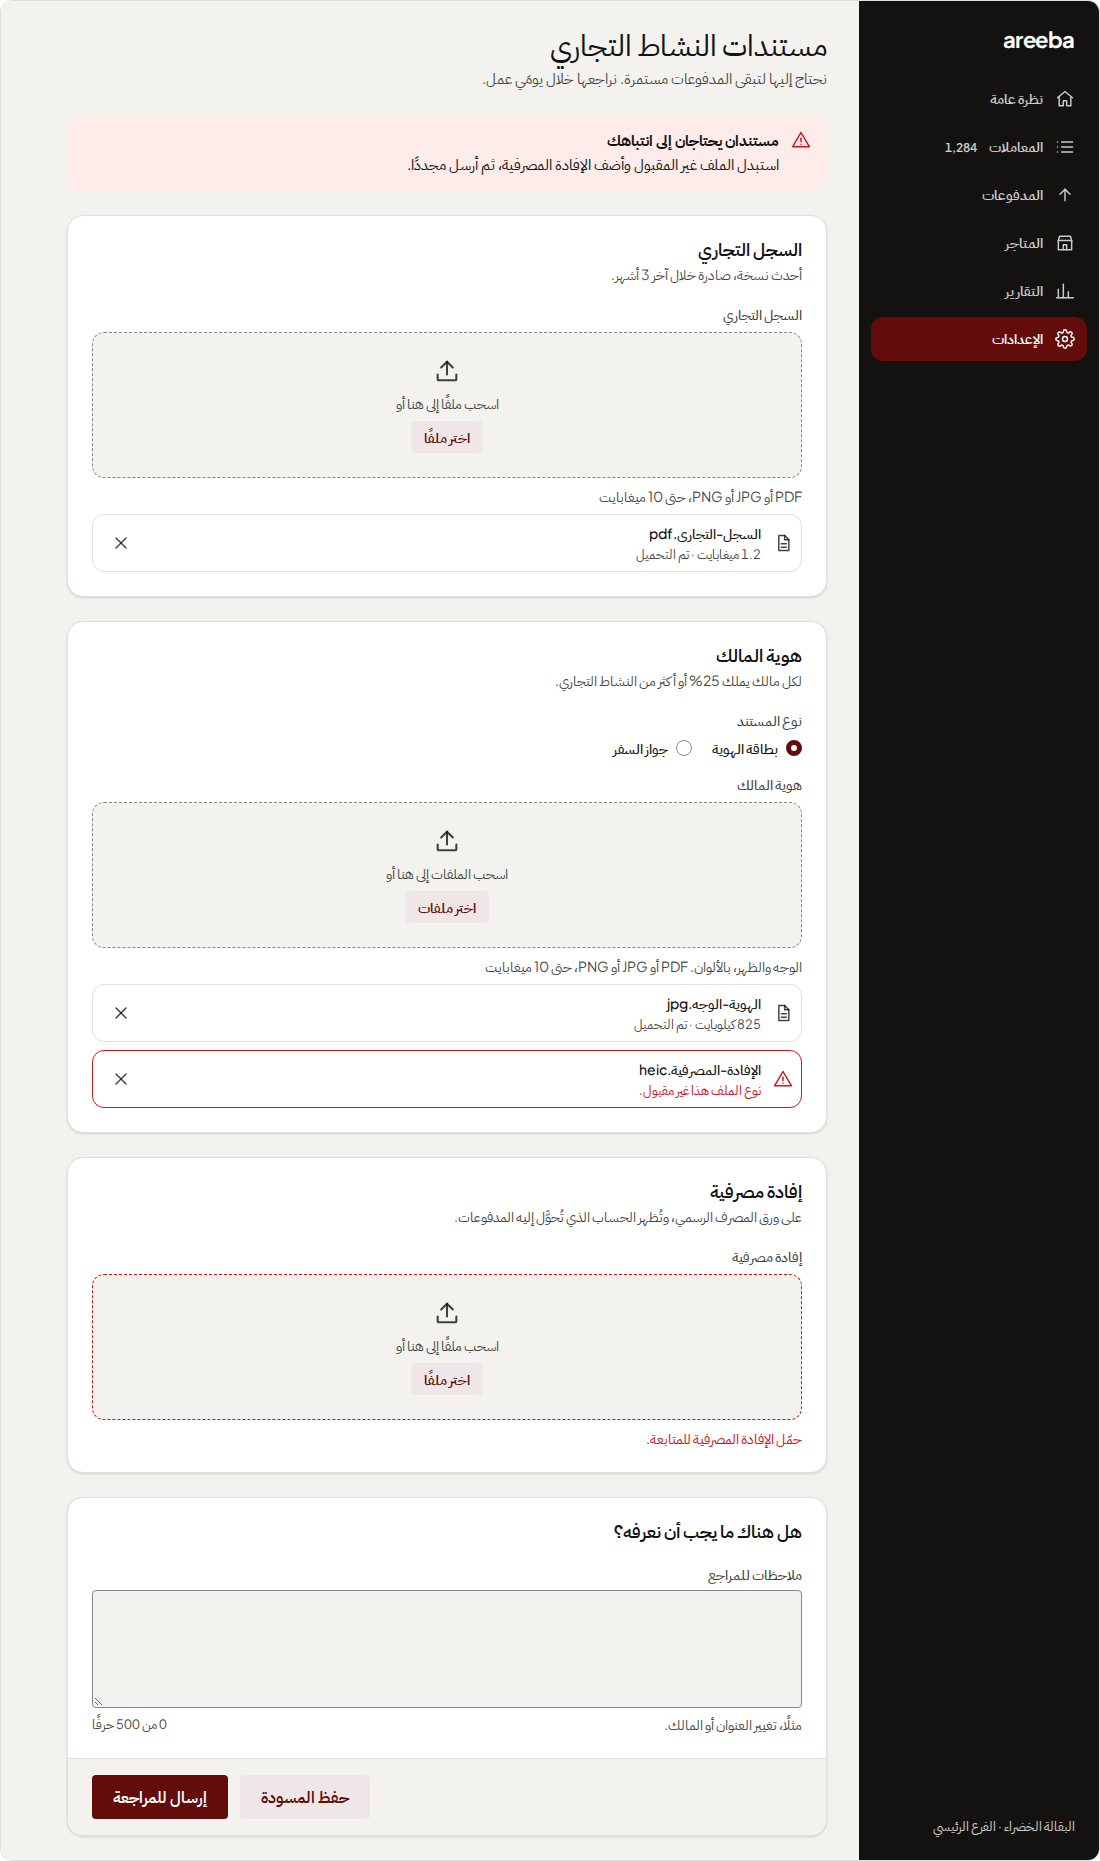 areeba
نظرة عامة
المعاملات 1,284
المدفوعات
المتاجر
التقارير
الإعدادات
البقالة الخضراء · الفرع الرئيسي
مستندات النشاط التجاري
نحتاج إليها لتبقى المدفوعات مستمرة. نراجعها خلال يومَي عمل.
مستندان يحتاجان إلى انتباهك
استبدل الملف غير المقبول وأضف الإفادة المصرفية، ثم أرسل مجددًا.
السجل التجاري
أحدث نسخة، صادرة خلال آخر 3 أشهر.
السجل التجاري
اسحب ملفًا إلى هنا أو
اختر ملفًا
PDF أو JPG أو PNG، حتى 10 ميغابايت
السجل-التجاري.pdf
1.2 ميغابايت · تم التحميل
هوية المالك
لكل مالك يملك 25% أو أكثر من النشاط التجاري.
نوع المستند
بطاقة الهوية
جواز السفر
هوية المالك
اسحب الملفات إلى هنا أو
اختر ملفات
الوجه والظهر، بالألوان. PDF أو JPG أو PNG، حتى 10 ميغابايت
الهوية-الوجه.jpg
825 كيلوبايت · تم التحميل
الإفادة-المصرفية.heic
نوع الملف هذا غير مقبول.
إفادة مصرفية
على ورق المصرف الرسمي، وتُظهر الحساب الذي تُحوَّل إليه المدفوعات.
إفادة مصرفية
اسحب ملفًا إلى هنا أو
اختر ملفًا
حمّل الإفادة المصرفية للمتابعة.
هل هناك ما يجب أن نعرفه؟
ملاحظات للمراجع
مثلًا، تغيير العنوان أو المالك.
0 من 500 حرفًا
حفظ المسودة
إرسال للمراجعة